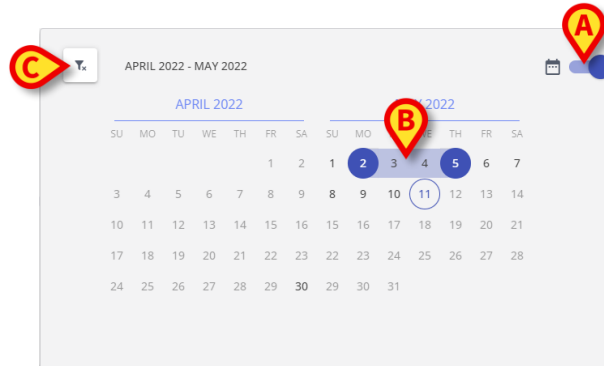 A
C
APRIL 2022 - MAY 2022
APRIL 2022 2022
SU MO TU WE TH FR SA SU MO TH FR SA
B
1 2 1 2 3 4 5 6 7
3 4 5 6 7 8 9 8 9 10 11 12 13 14
10 11 12 13 14 15 16 15 16 17 18 19 20 21
17 18 19 20 21 22 23 22 23 24 25 26 27 28
24 25 26 27 28 29 30 29 30 31